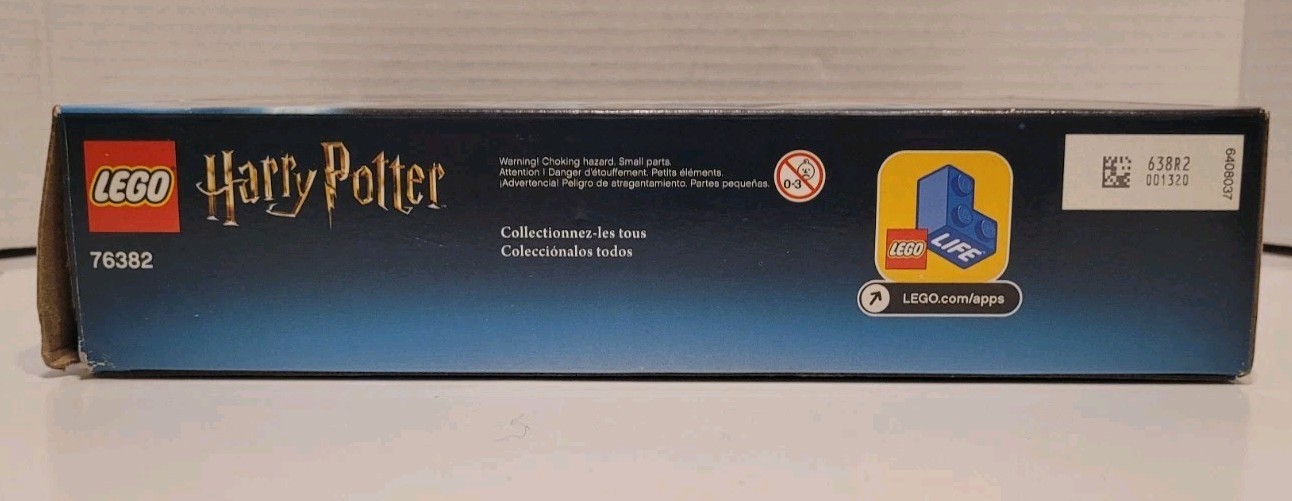 LEGO
Harry Potter
76382
Warning! Choking hazard. Small parts.
Attention ! Danger d'étouffement. Petits éléments.
¡Advertencia! Peligro de atragantamiento. Partes pequeñas.
0-3
Collectionnez-les tous
Colecciónalos todos
LEGO
LIFE
LEGO.com/apps
638R2
001320
6408037